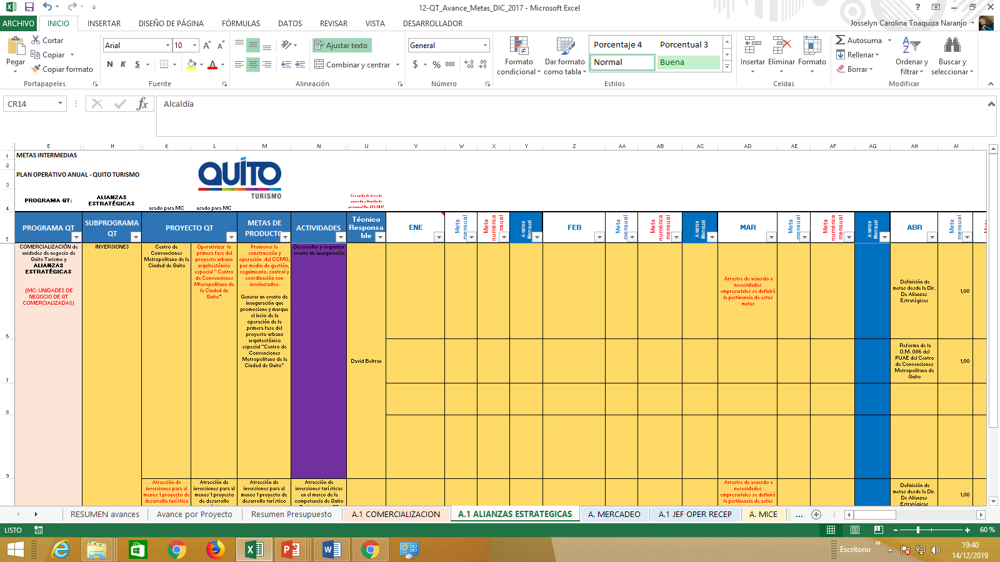 12-QT_Avance_Metas_DIC_2017 - Microsoft Excel
ARCHIVO INICIO INSERTAR DISEÑO DE PÁGINA FÓRMULAS DATOS REVISAR VISTA DESARROLLADOR
Josselyn Carolina Toaquiza Naranjo
Pegar
Cortar
Copiar
Copiar formato
Portapapeles
Arial 10
N K S
Fuente
Ajustar texto
Combinar y centrar
Alineación
General
$ % 000
Número
Formato condicional
Dar formato como tabla
Porcentaje 4 Porcentual 3
Normal Buena
Estilos
Insertar Eliminar Formato
Celdas
Autosuma
Rellenar
Borrar
Ordenar y filtrar
Buscar y seleccionar
Modificar
CR14
fx
Alcaldía
E H K L M N U V W X Y Z AA AB AC AD AE AF AG AH AI
1 METAS INTERMEDIAS
2
PLAN OPERATIVO ANUAL - QUITO TURISMO
3
QUITO
TURISMO
PROGRAMA QT:
ALIANZAS
ESTRATÉGICAS
4
usado para MC usado para MC
PROGRAMA QT
SUBPROGRAMA
QT
PROYECTO QT
METAS DE
PRODUCTO
ACTIVIDADES
Técnico
Responsa
ble
ENE
Meta mensual
Meta numérica mensual
Avance Mensual
FEB
Meta mensual
Meta numérica mensual
Avance Mensual
MAR
Meta mensual
Meta numérica mensual
Avance Mensual
ABR
Meta mensual
5
COMERCIALIZACIÓN de
unidades de negocio de
Quito Turismo y
ALIANZAS
ESTRATÉGICAS
(MC: UNIDADES DE
NEGOCIO DE QT
COMERCIALIZADAS)
INVERSIONES
Centro de
Convenciones
Metropolitano de la
Ciudad de Quito
Operativizar la
primera fase del
proyecto urbano
arquitectónico
especial " Centro
de Convenciones
Mteropolitano de
la Ciudad de
Quito"
Promover la
construcción y
operación del CCMQ,
por medio de gestión,
seguimiento, control y
coordinación con
involucrados.
Generar un evento de
inauguración que
promocione y marque
el incio de la
operación de la
primera fase del
proyecto urbano
arquitectónico
especial "Centro de
Convenciones
Metropolitano de la
Ciudad de Quito"
Desarrollar y organizar
evento de inauguración
David Beltran
Arrastre de acuerdo a
necesidades
empresariales se definirá
la pertinencia de estas
metas
Definición de
metas desde la Dir.
De Alianzas
Estratégicas
1,00
6
Reforma de la
O.M. 086 del
PUAE del Centro
de Convenciones
Metropolitana de
Quito
1,00
7
8
9
Atracción de
inversiones para al
menos 1 proyecto de
desarrollo turístico
Atracción de
inversiones para al
menos 1 proyecto
de desarrollo
Atracción de
inversiones para al
menos 1 proyecto de
desarrollo turístico
Atracción de
inversiones turísticas
en el marco de la
competencia de Quito
Arrastre de acuerdo a
necesidades
empresariales se definirá
la pertinencia de estas
Definición de
metas desde la Dir.
De Alianzas
Estratégicas
1,00
RESUMEN avances Avance por Proyecto Resumen Presupuesto A.1 COMERCIALIZACION A.1 ALIANZAS ESTRATEGICAS A. MERCADEO A.1 JEF OPER RECEP A. MICE ...
LISTO
60 %
Escritorio
19:40
14/12/2019